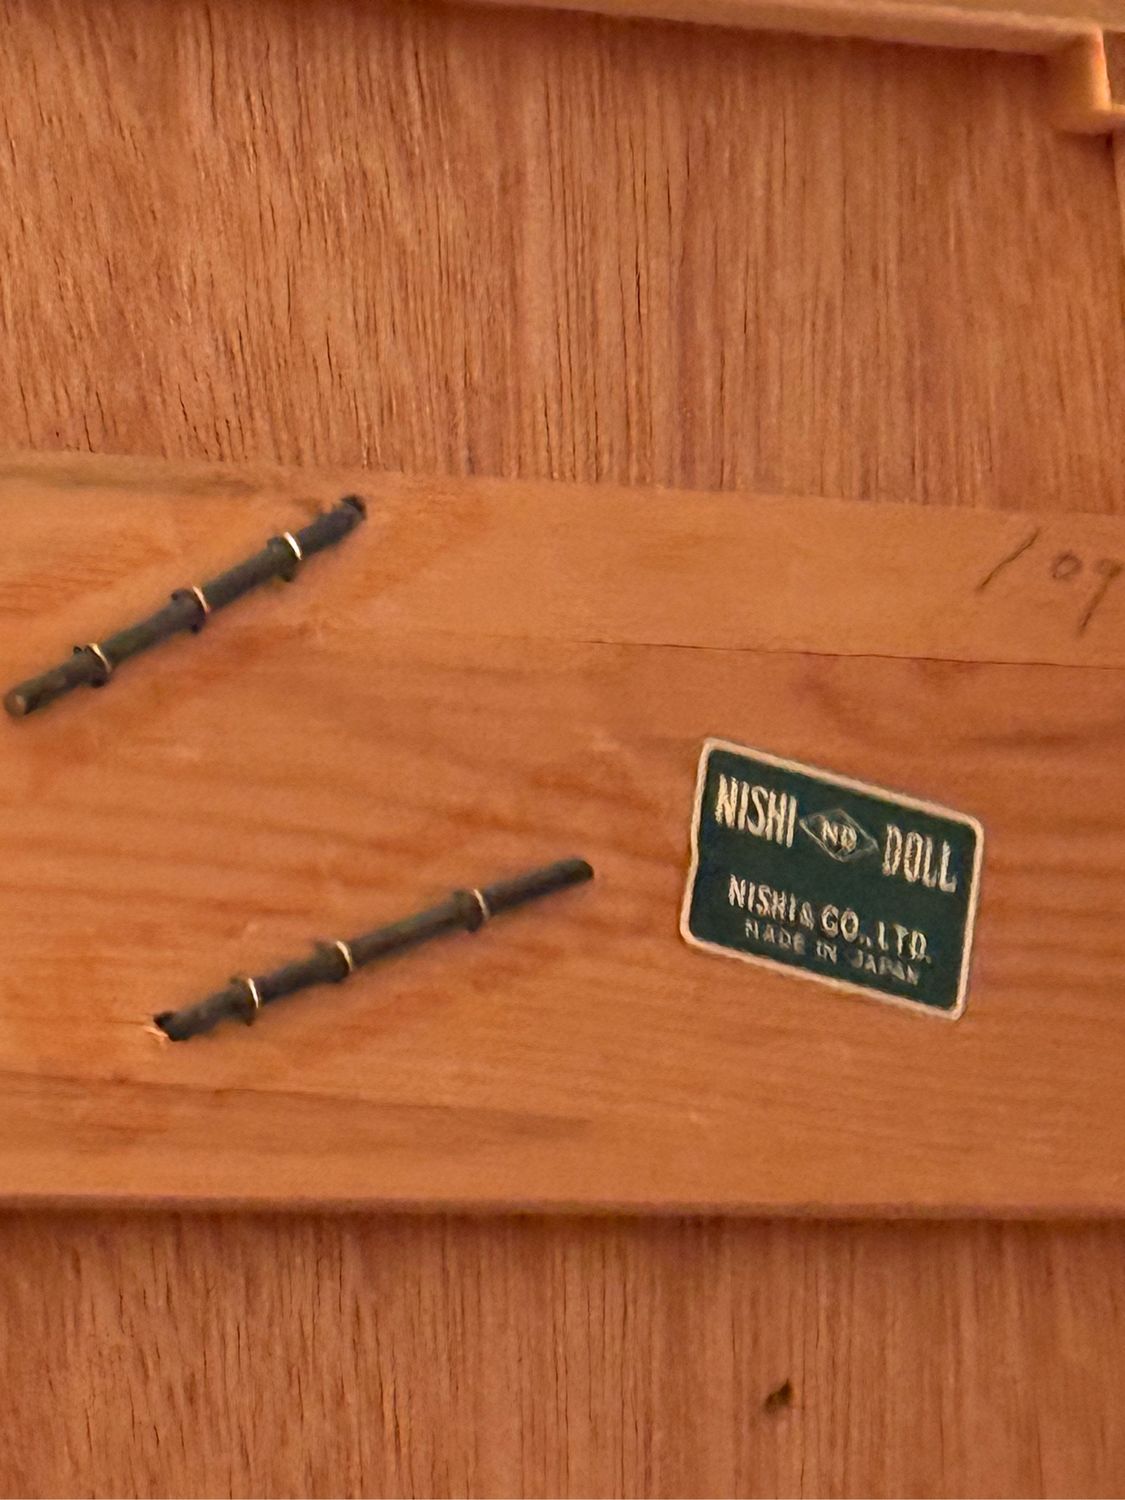 109
NISHI ND DOLL
NISHI & CO., LTD.
MADE IN JAPAN